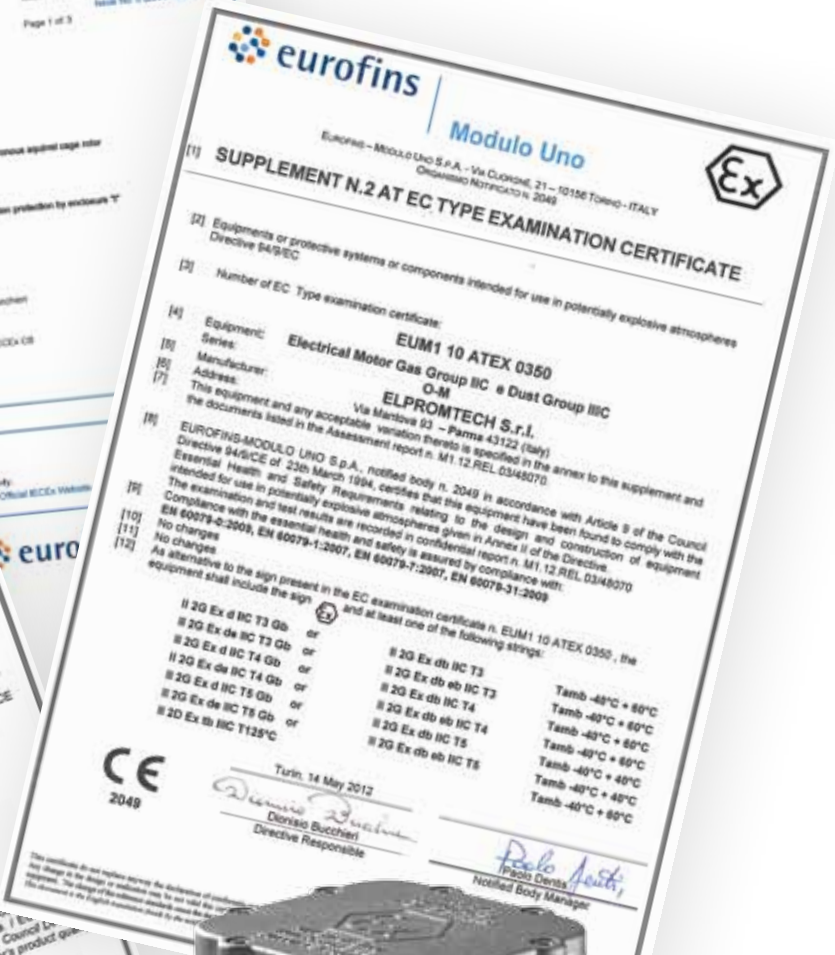 Page 1 of 3
eurofins
Modulo Uno
Ex
EUROFINS – MODULO UNO S.P.A. - VIA CUORGNÈ, 21 – 10156 TORINO - ITALY
ORGANISMO NOTIFICATO N. 2049
[1] SUPPLEMENT N.2 AT EC TYPE EXAMINATION CERTIFICATE
[2] Equipments or protective systems or components intended for use in potentially explosive atmospheres
Directive 94/9/EC
[3] Number of EC Type examination certificate:
EUM1 10 ATEX 0350
[4] Equipment: Electrical Motor Gas Group IIC e Dust Group IIIC
[5] Series: O-M
[6] Manufacturer: ELPROMTECH S.r.l.
[7] Address: Via Mantova 93 – Parma 43122 (Italy)
This equipment and any acceptable variation thereto is specified in the annex to this supplement and
the documents listed in the Assessment report n. M1.12.REL.03/48070.
[8] EUROFINS-MODULO UNO S.p.A., notified body n. 2049 in accordance with Article 9 of the Council
Directive 94/9/CE of 23th March 1994, certifies that this equipment have been found to comply with the
Essential Health and Safety Requirements relating to the design and construction of equipment
intended for use in potentially explosive atmospheres given in Annex II of the Directive.
The examination and test results are recorded in confidential report n. M1.12.REL.03/48070
[9] Compliance with the essential health and safety is assured by compliance with:
EN 60079-0:2009, EN 60079-1:2007, EN 60079-7:2007, EN 60079-31:2009
[10] No changes
[11] No changes
[12] As alternative to the sign present in the EC examination certificate n. EUM1 10 ATEX 0350 , the
equipment shall include the sign Ex and at least one of the following strings:
II 2G Ex d IIC T3 Gb or II 2G Ex db IIC T3 Tamb -40°C + 60°C
II 2G Ex de IIC T3 Gb or II 2G Ex db eb IIC T3 Tamb -40°C + 60°C
II 2G Ex d IIC T4 Gb or II 2G Ex db IIC T4 Tamb -40°C + 60°C
II 2G Ex de IIC T4 Gb or II 2G Ex db eb IIC T4 Tamb -40°C + 60°C
II 2G Ex d IIC T5 Gb or II 2G Ex db IIC T5 Tamb -40°C + 40°C
II 2G Ex de IIC T5 Gb or II 2G Ex db eb IIC T5 Tamb -40°C + 40°C
II 2D Ex tb IIIC T125°C Tamb -40°C + 60°C
CE
2049
Turin, 14 May 2012
Dionisio Bucchieri
Directive Responsible
Paolo Dentis
Notified Body Manager
euro